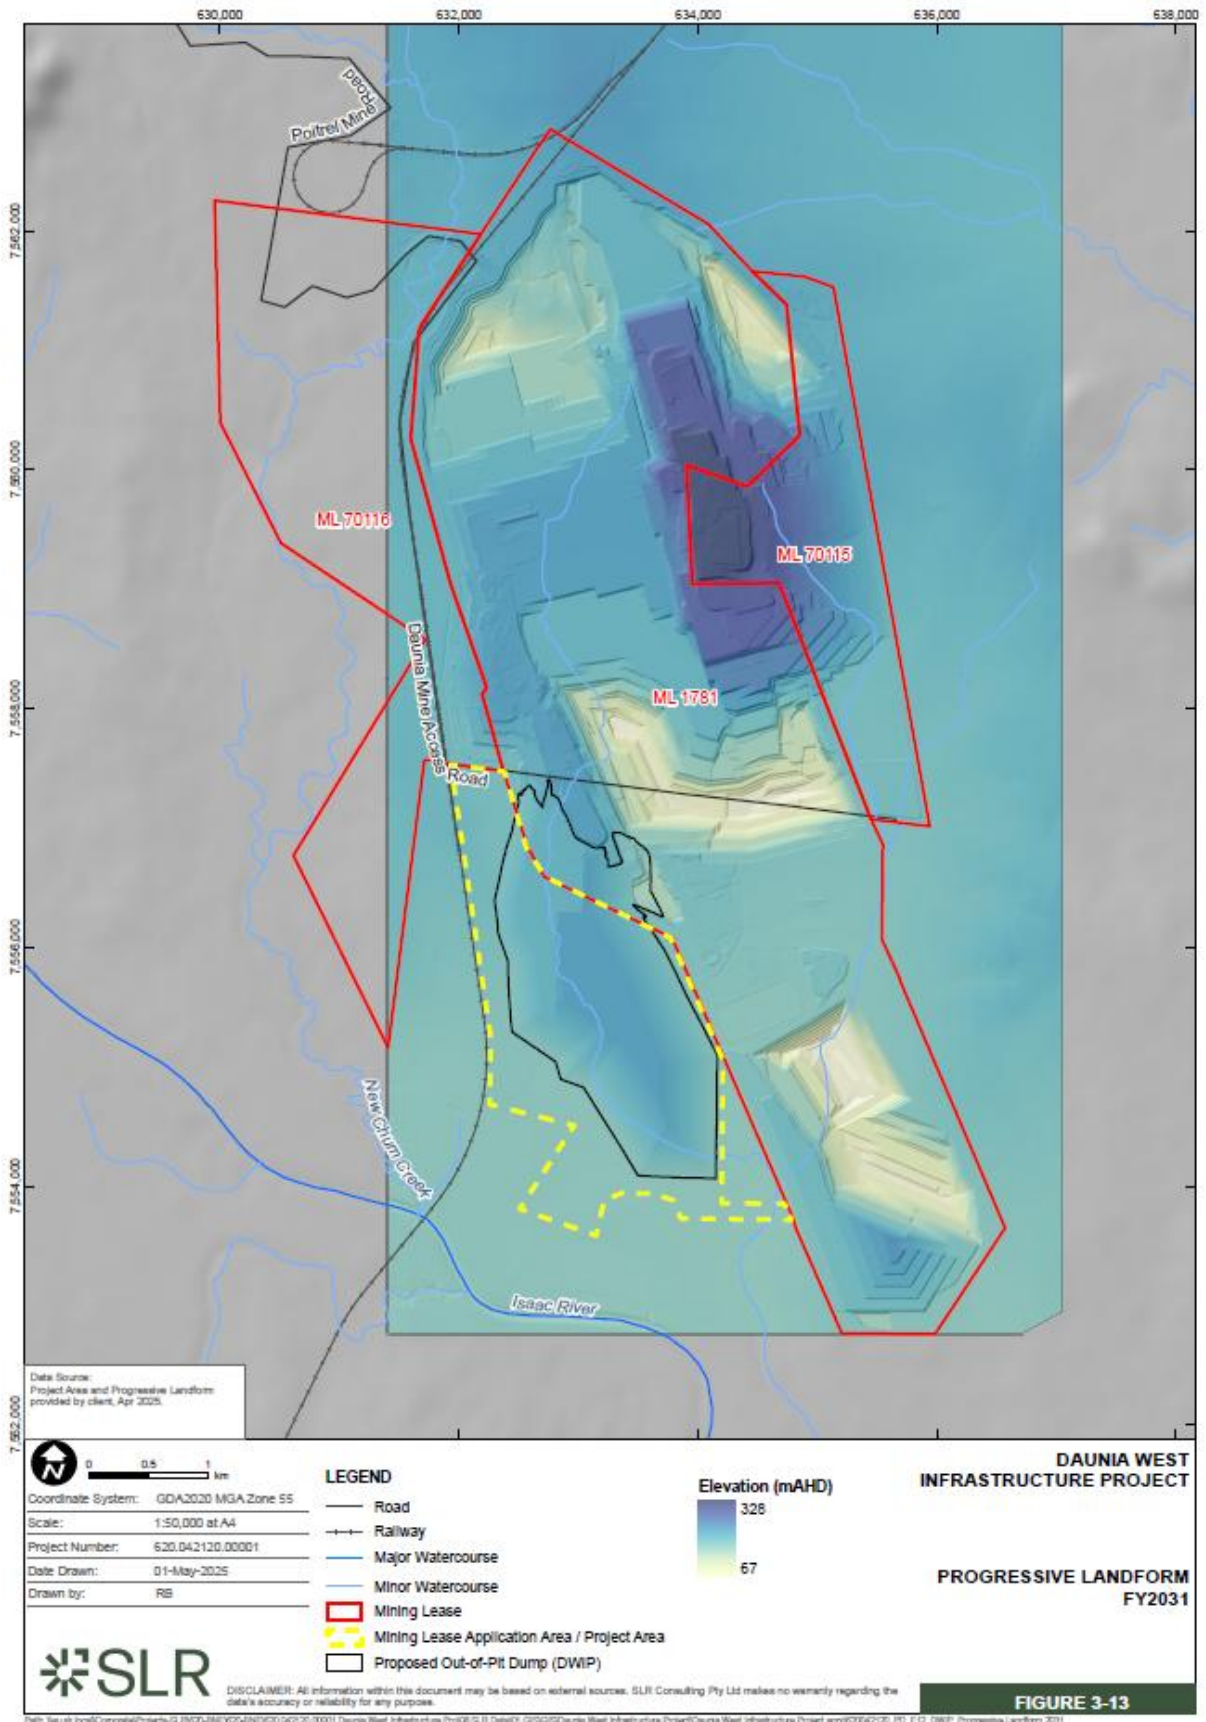 630,000
632,000
634,000
636,000
638,000
7,562,000
7,560,000
7,558,000
7,556,000
7,554,000
7,552,000
Poitrel Mine
Road
ML 70116
ML 70115
ML 1781
Daunia Mine Access
Road
New Chum Creek
Isaac River
Data Source:
Project Area and Progressive Landform
provided by client, Apr 2025.
N
0 0.5 1
km
Coordinate System: GDA2020 MGA Zone 55
Scale: 1:50,000 at A4
Project Number: 620.042120.00001
Date Drawn: 01-May-2025
Drawn by: RB
LEGEND
Road
Railway
Major Watercourse
Minor Watercourse
Mining Lease
Mining Lease Application Area / Project Area
Proposed Out-of-Pit Dump (DWIP)
Elevation (mAHD)
328
67
DAUNIA WEST
INFRASTRUCTURE PROJECT
PROGRESSIVE LANDFORM
FY2031
SLR
DISCLAIMER: All information within this document may be based on external sources. SLR Consulting Pty Ltd makes no warranty regarding the
data's accuracy or reliability for any purpose.
FIGURE 3-13